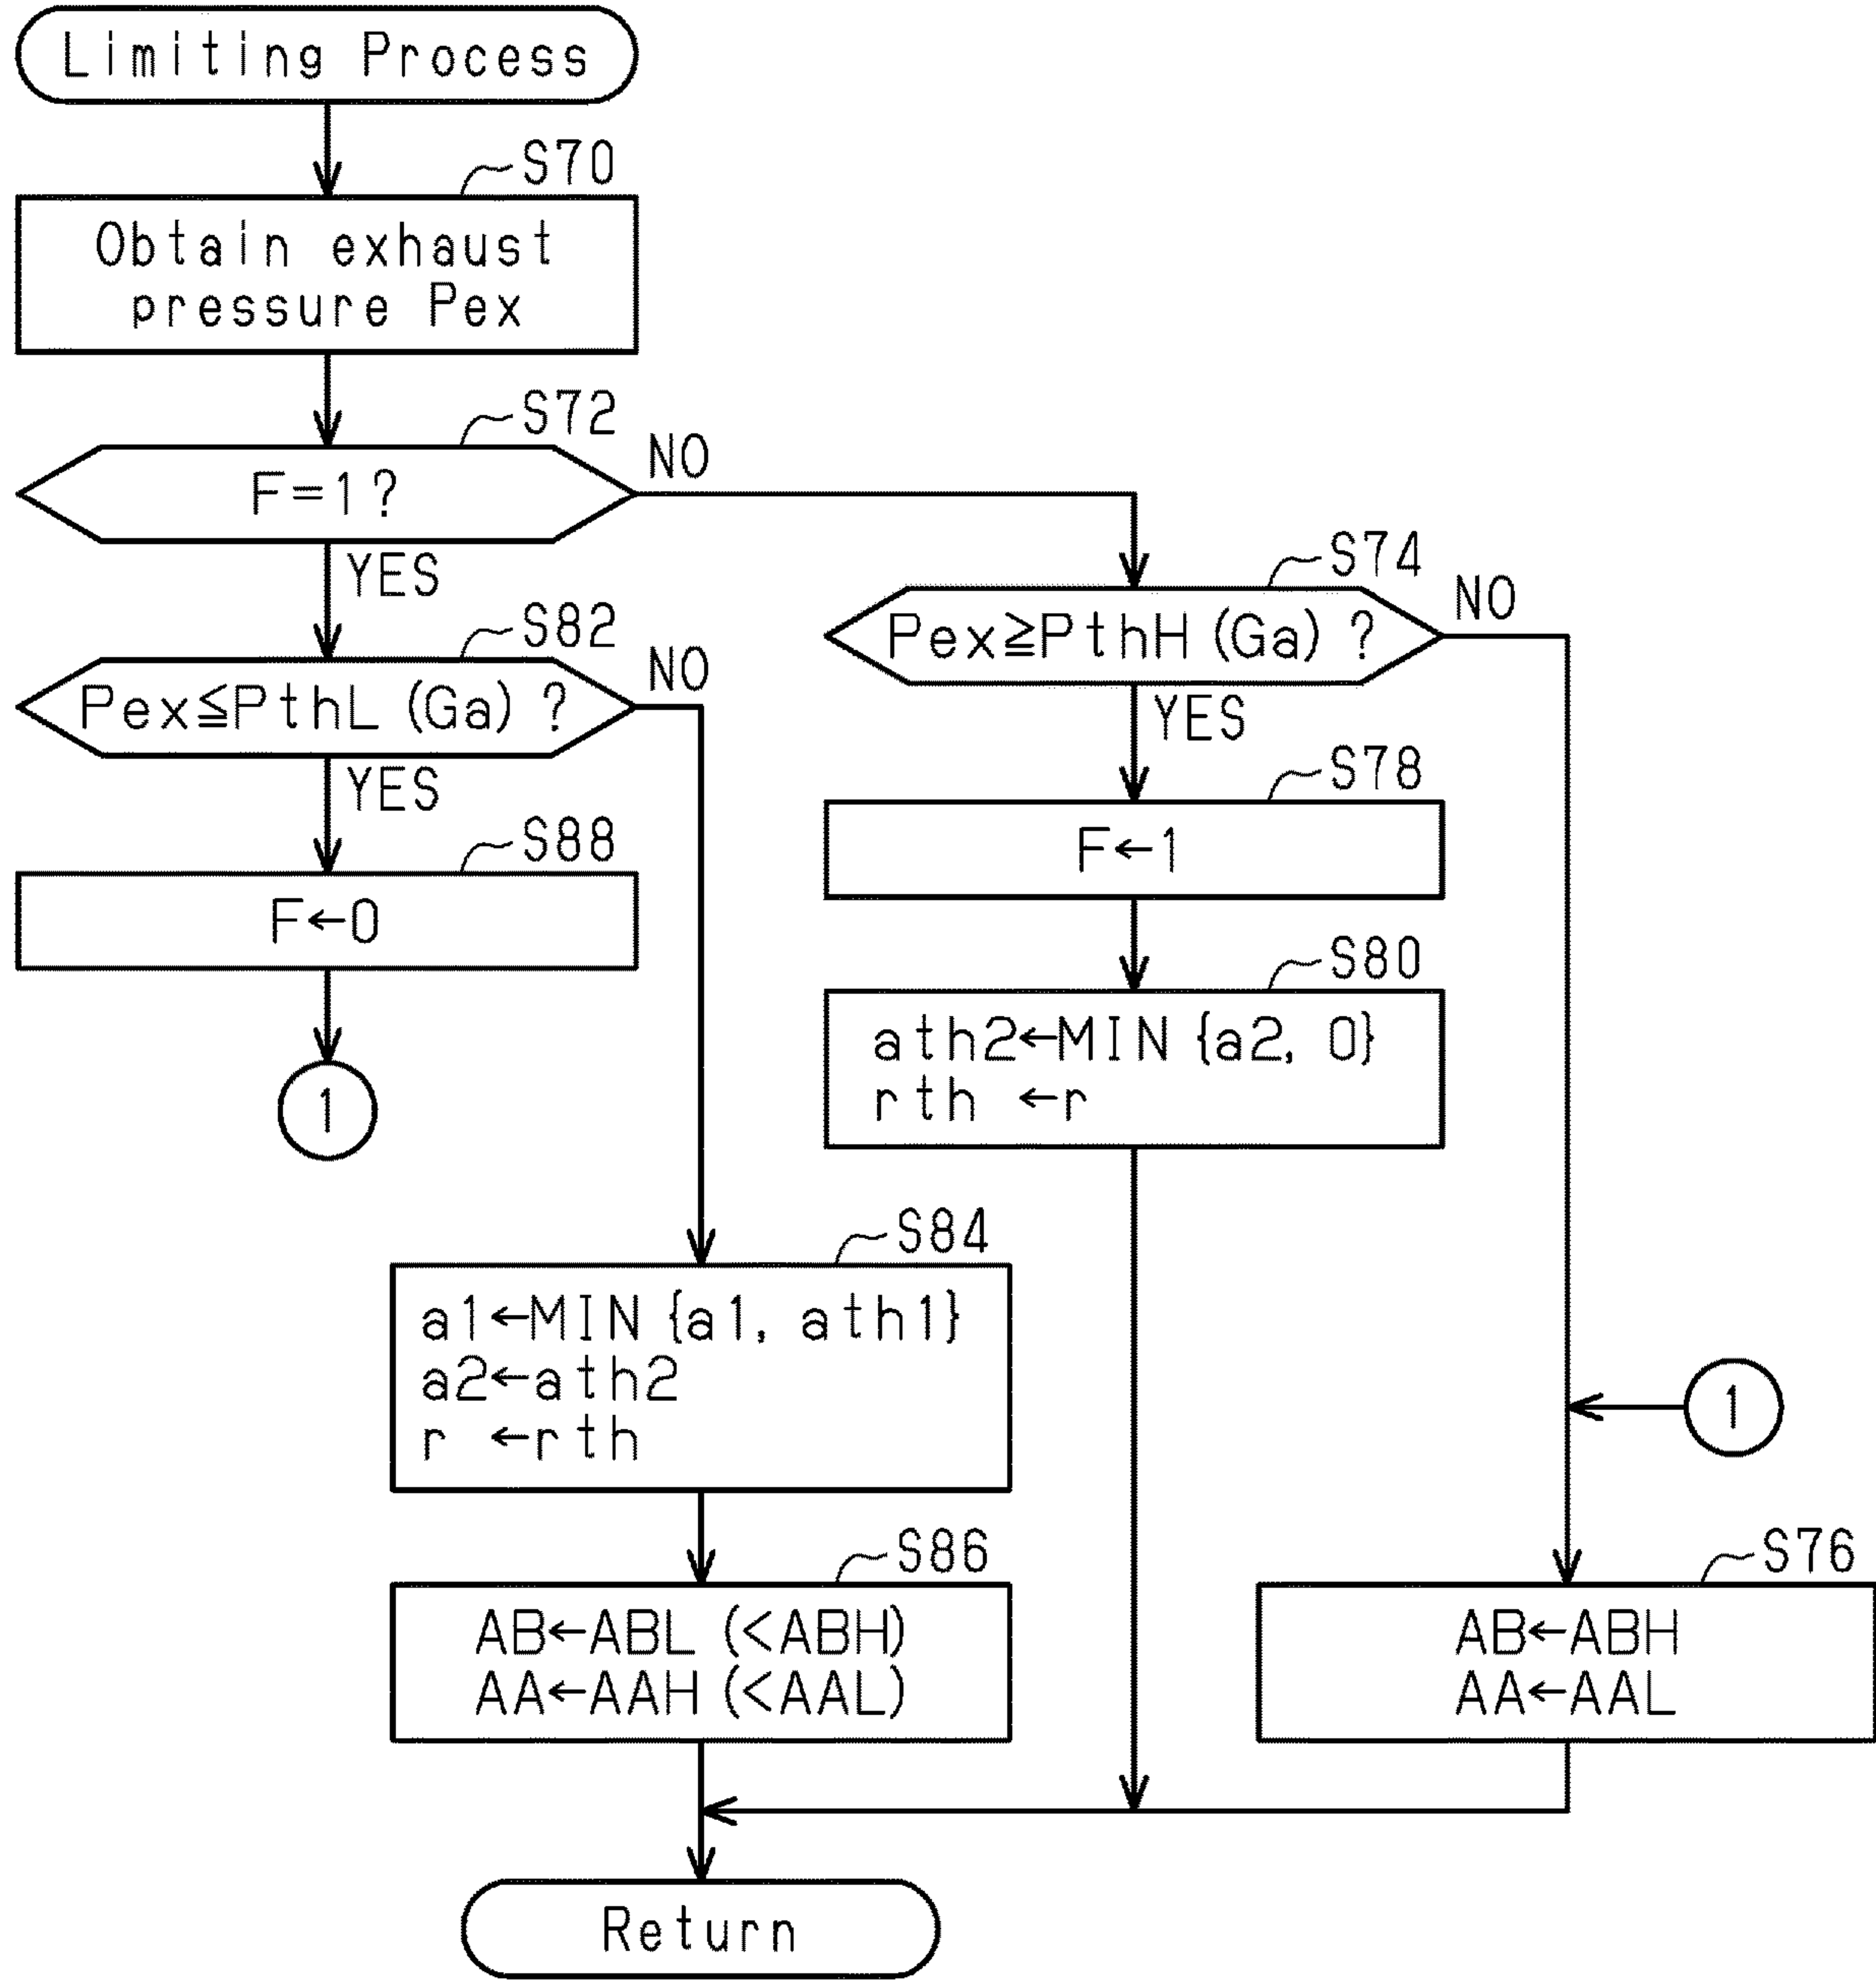 Limiting Process
S70
Obtain exhaust
pressure Pex
S72
F=1?
NO
YES
S74
Pex≧PthH (Ga) ?
NO
YES
S82
Pex≦PthL (Ga) ?
NO
YES
S78
F←1
S88
F←0
S80
ath2←MIN {a2, 0}
rth ←r
1
S84
a1←MIN {a1, ath1}
a2←ath2
r ←rth
1
S86
AB←ABL (<ABH)
AA←AAH (<AAL)
S76
AB←ABH
AA←AAL
Return